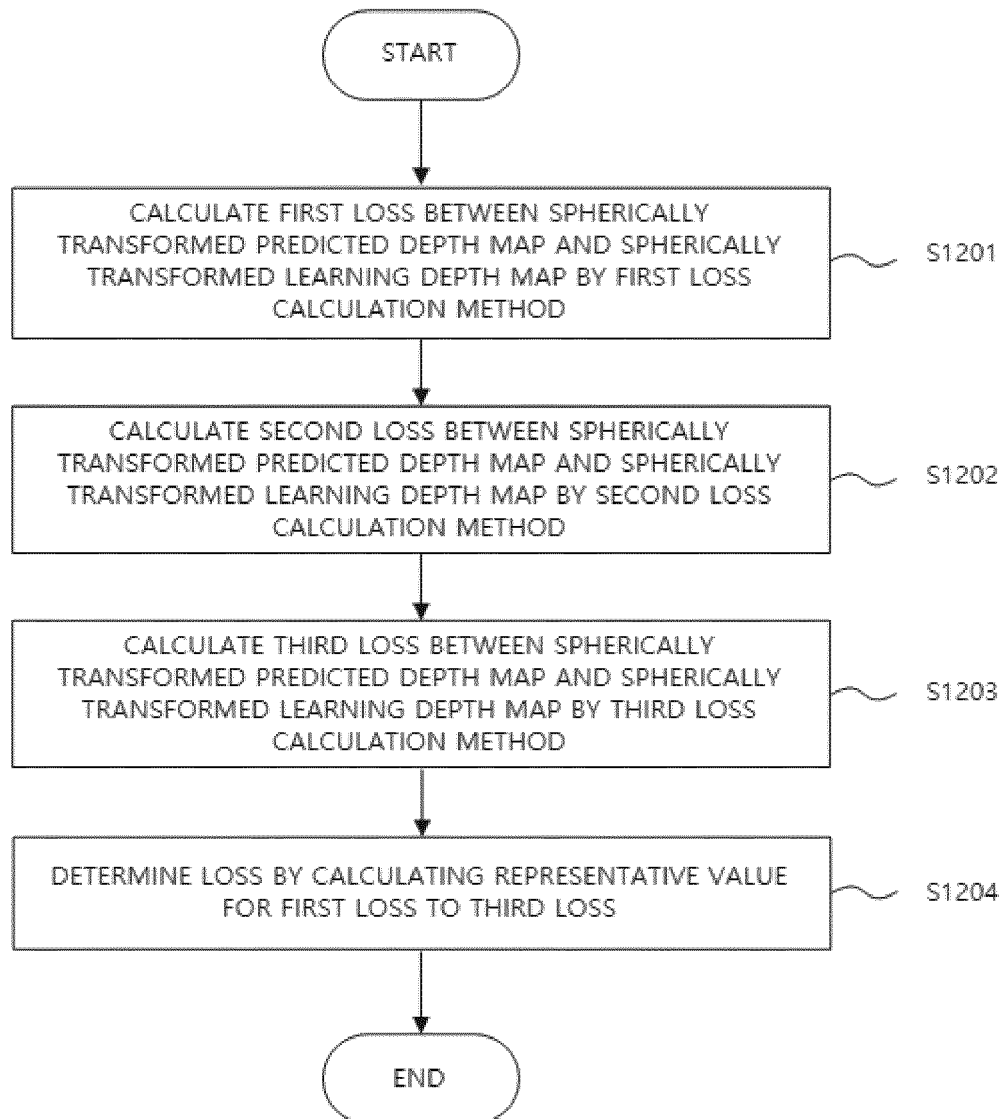 START
CALCULATE FIRST LOSS BETWEEN SPHERICALLY
TRANSFORMED PREDICTED DEPTH MAP AND SPHERICALLY
TRANSFORMED LEARNING DEPTH MAP BY FIRST LOSS
CALCULATION METHOD
S1201
CALCULATE SECOND LOSS BETWEEN SPHERICALLY
TRANSFORMED PREDICTED DEPTH MAP AND SPHERICALLY
TRANSFORMED LEARNING DEPTH MAP BY SECOND LOSS
CALCULATION METHOD
S1202
CALCULATE THIRD LOSS BETWEEN SPHERICALLY
TRANSFORMED PREDICTED DEPTH MAP AND SPHERICALLY
TRANSFORMED LEARNING DEPTH MAP BY THIRD LOSS
CALCULATION METHOD
S1203
DETERMINE LOSS BY CALCULATING REPRESENTATIVE VALUE
FOR FIRST LOSS TO THIRD LOSS
S1204
END